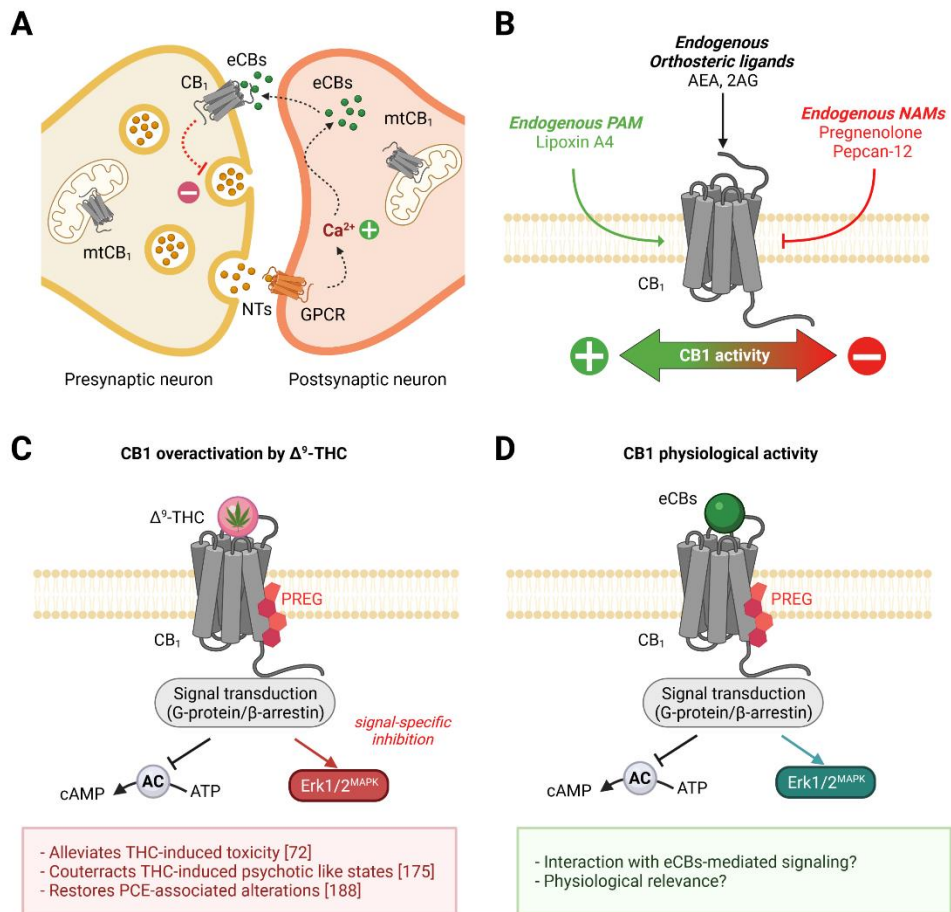 A
eCBs
CB₁
eCBs
mtCB₁
mtCB₁
Ca²⁺ +
NTs
GPCR
Presynaptic neuron
Postsynaptic neuron
B
Endogenous
Orthosteric ligands
AEA, 2AG
Endogenous PAM
Lipoxin A4
Endogenous NAMs
Pregnenolone
Pepcan-12
CB₁
CB1 activity
C
CB1 overactivation by Δ⁹-THC
Δ⁹-THC
PREG
CB₁
Signal transduction
(G-protein/β-arrestin)
signal-specific
inhibition
AC
cAMP
ATP
Erk1/2ᴹᴬᴾᴷ
- Alleviates THC-induced toxicity [72]
- Couterracts THC-induced psychotic like states [175]
- Restores PCE-associated alterations [188]
D
CB1 physiological activity
eCBs
PREG
CB₁
Signal transduction
(G-protein/β-arrestin)
AC
cAMP
ATP
Erk1/2ᴹᴬᴾᴷ
- Interaction with eCBs-mediated signaling?
- Physiological relevance?